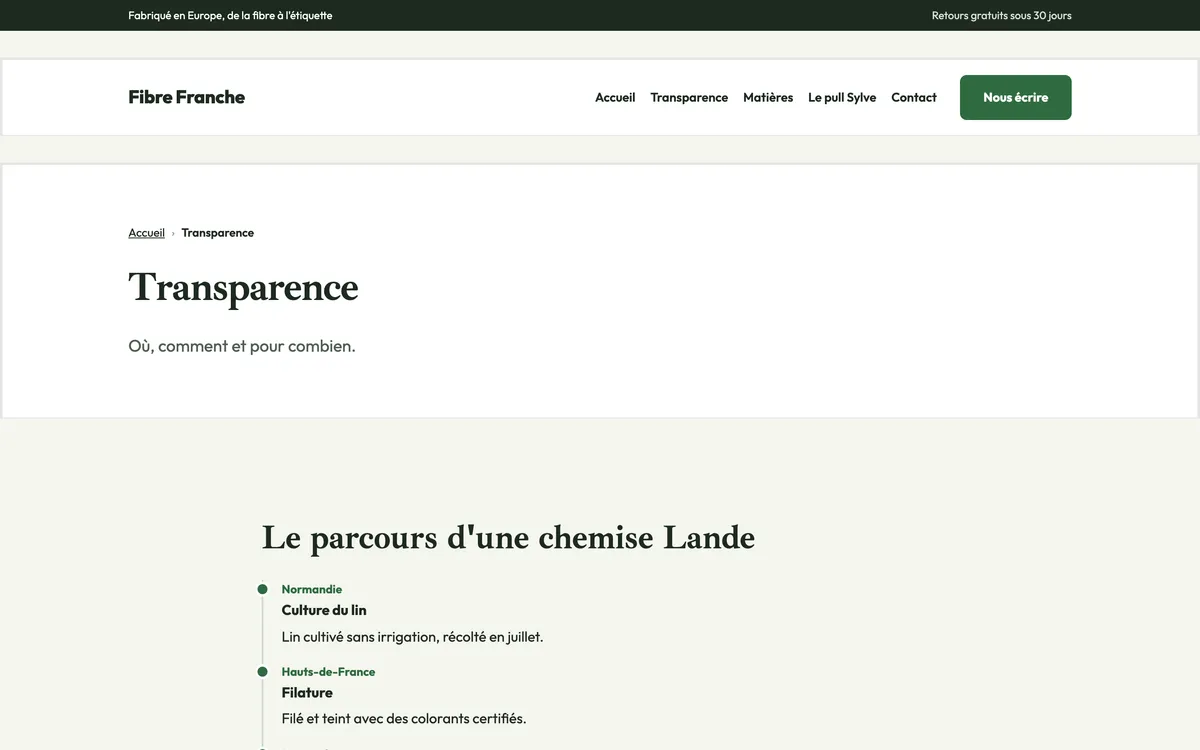 Fabriqué en Europe, de la fibre à l'étiquette
Retours gratuits sous 30 jours
Fibre Franche
Accueil
Transparence
Matières
Le pull Sylve
Contact
Nous écrire
Accueil › Transparence
Transparence
Où, comment et pour combien.
Le parcours d'une chemise Lande
Normandie
Culture du lin
Lin cultivé sans irrigation, récolté en juillet.
Hauts-de-France
Filature
Filé et teint avec des colorants certifiés.